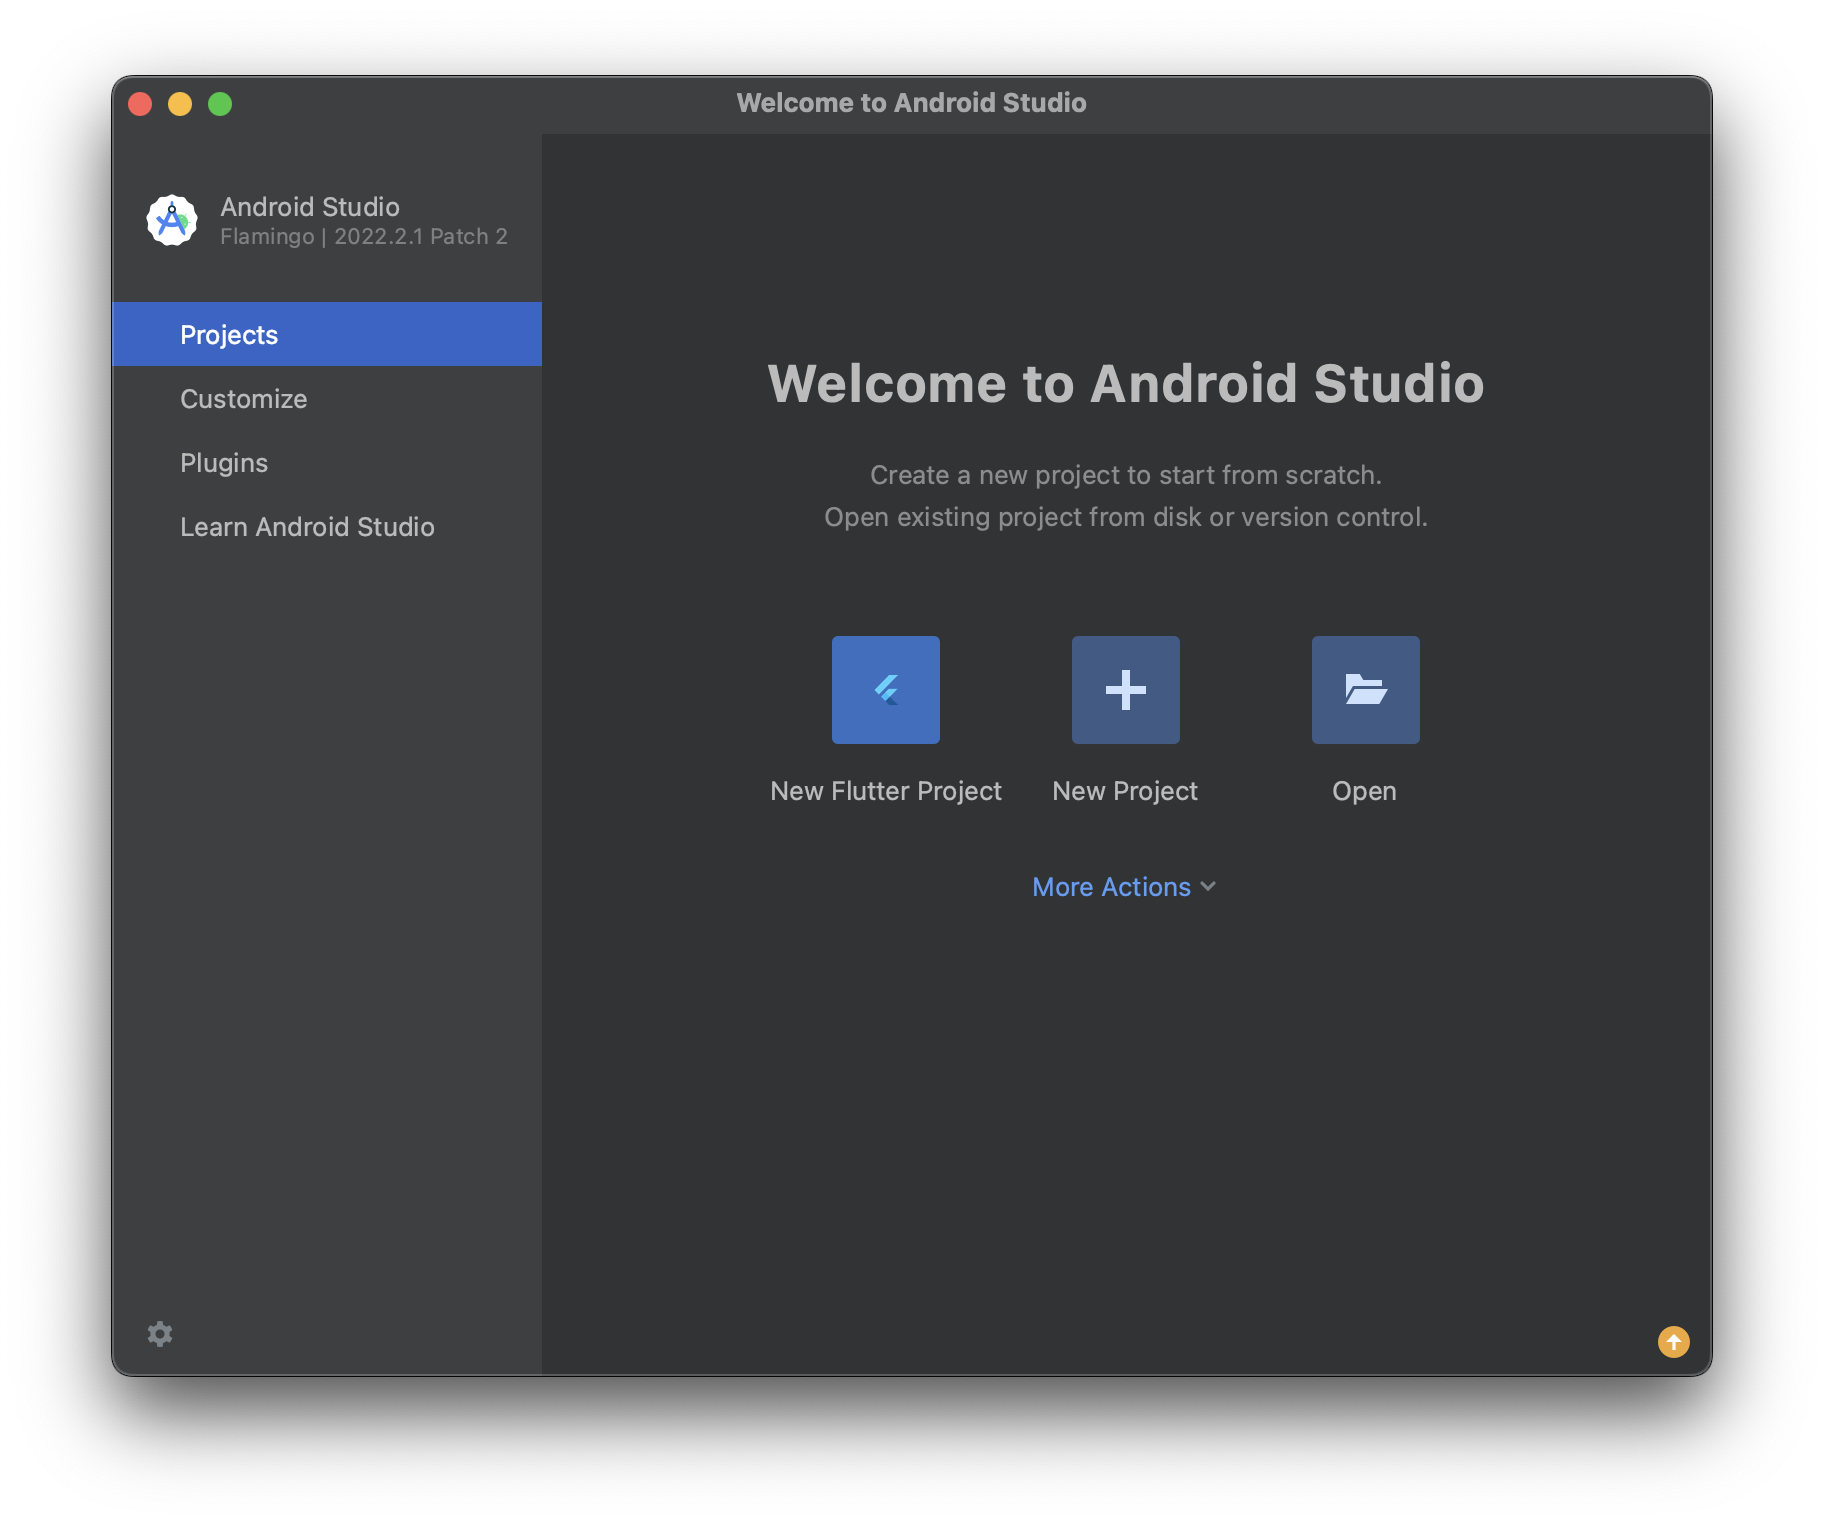 Welcome to Android Studio
Android Studio
Flamingo | 2022.2.1 Patch 2
Projects
Customize
Plugins
Learn Android Studio
Welcome to Android Studio
Create a new project to start from scratch.
Open existing project from disk or version control.
New Flutter Project
New Project
Open
More Actions